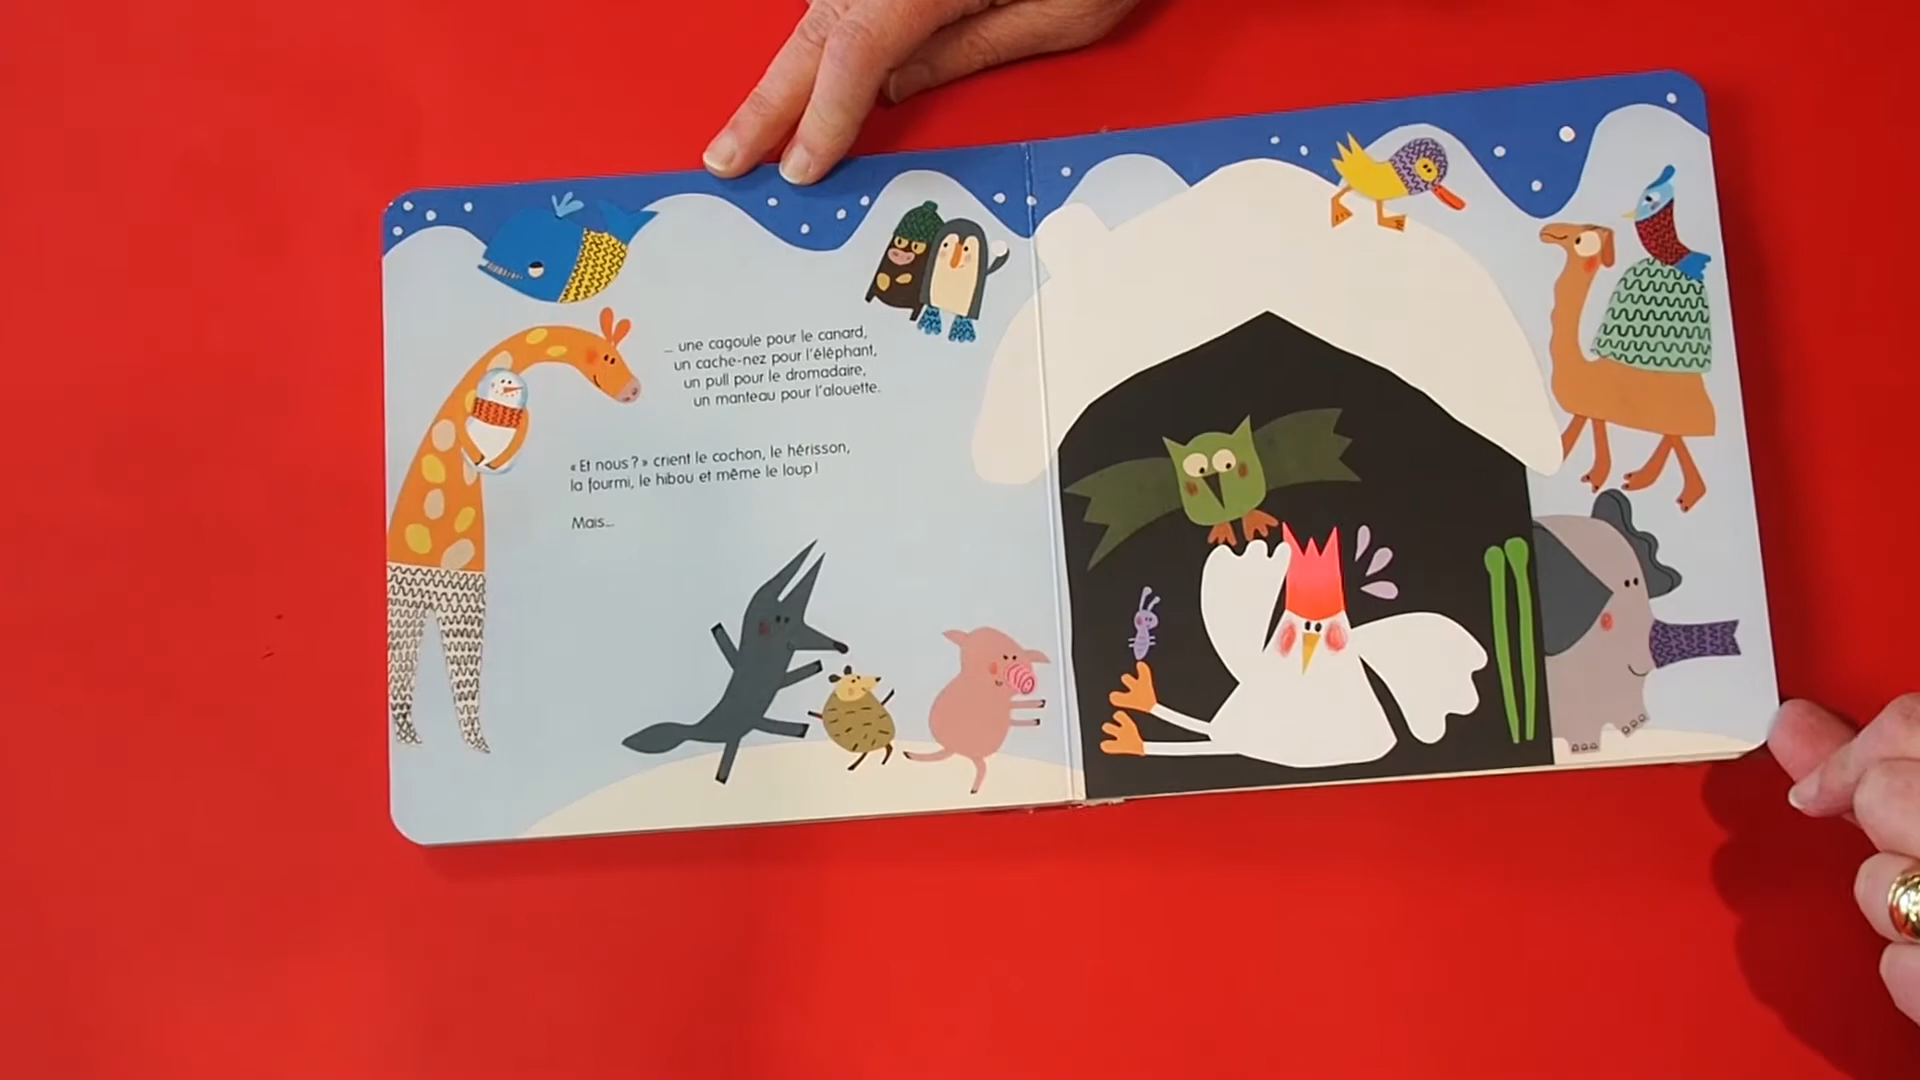 ... une cagoule pour le canard,
un cache-nez pour l'éléphant,
un pull pour le dromadaire,
un manteau pour l'alouette.
« Et nous ? » crient le cochon, le hérisson,
la fourmi, le hibou et même le loup !
Mais...